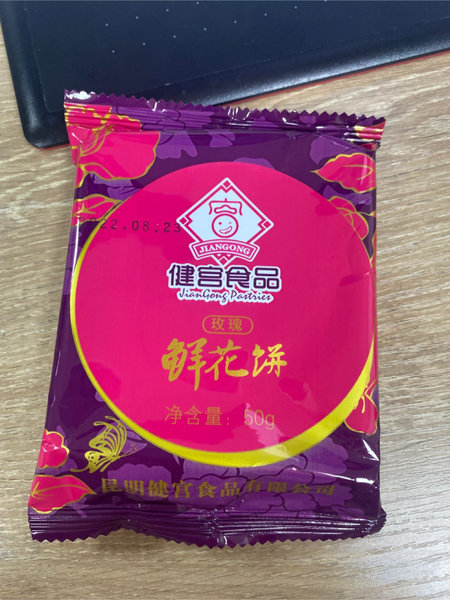 22.08.23
宫
JIANGONG
健宫食品
JianGong Pastries
玫瑰
鲜花饼
净含量: 50g
昆明健宫食品有限公司